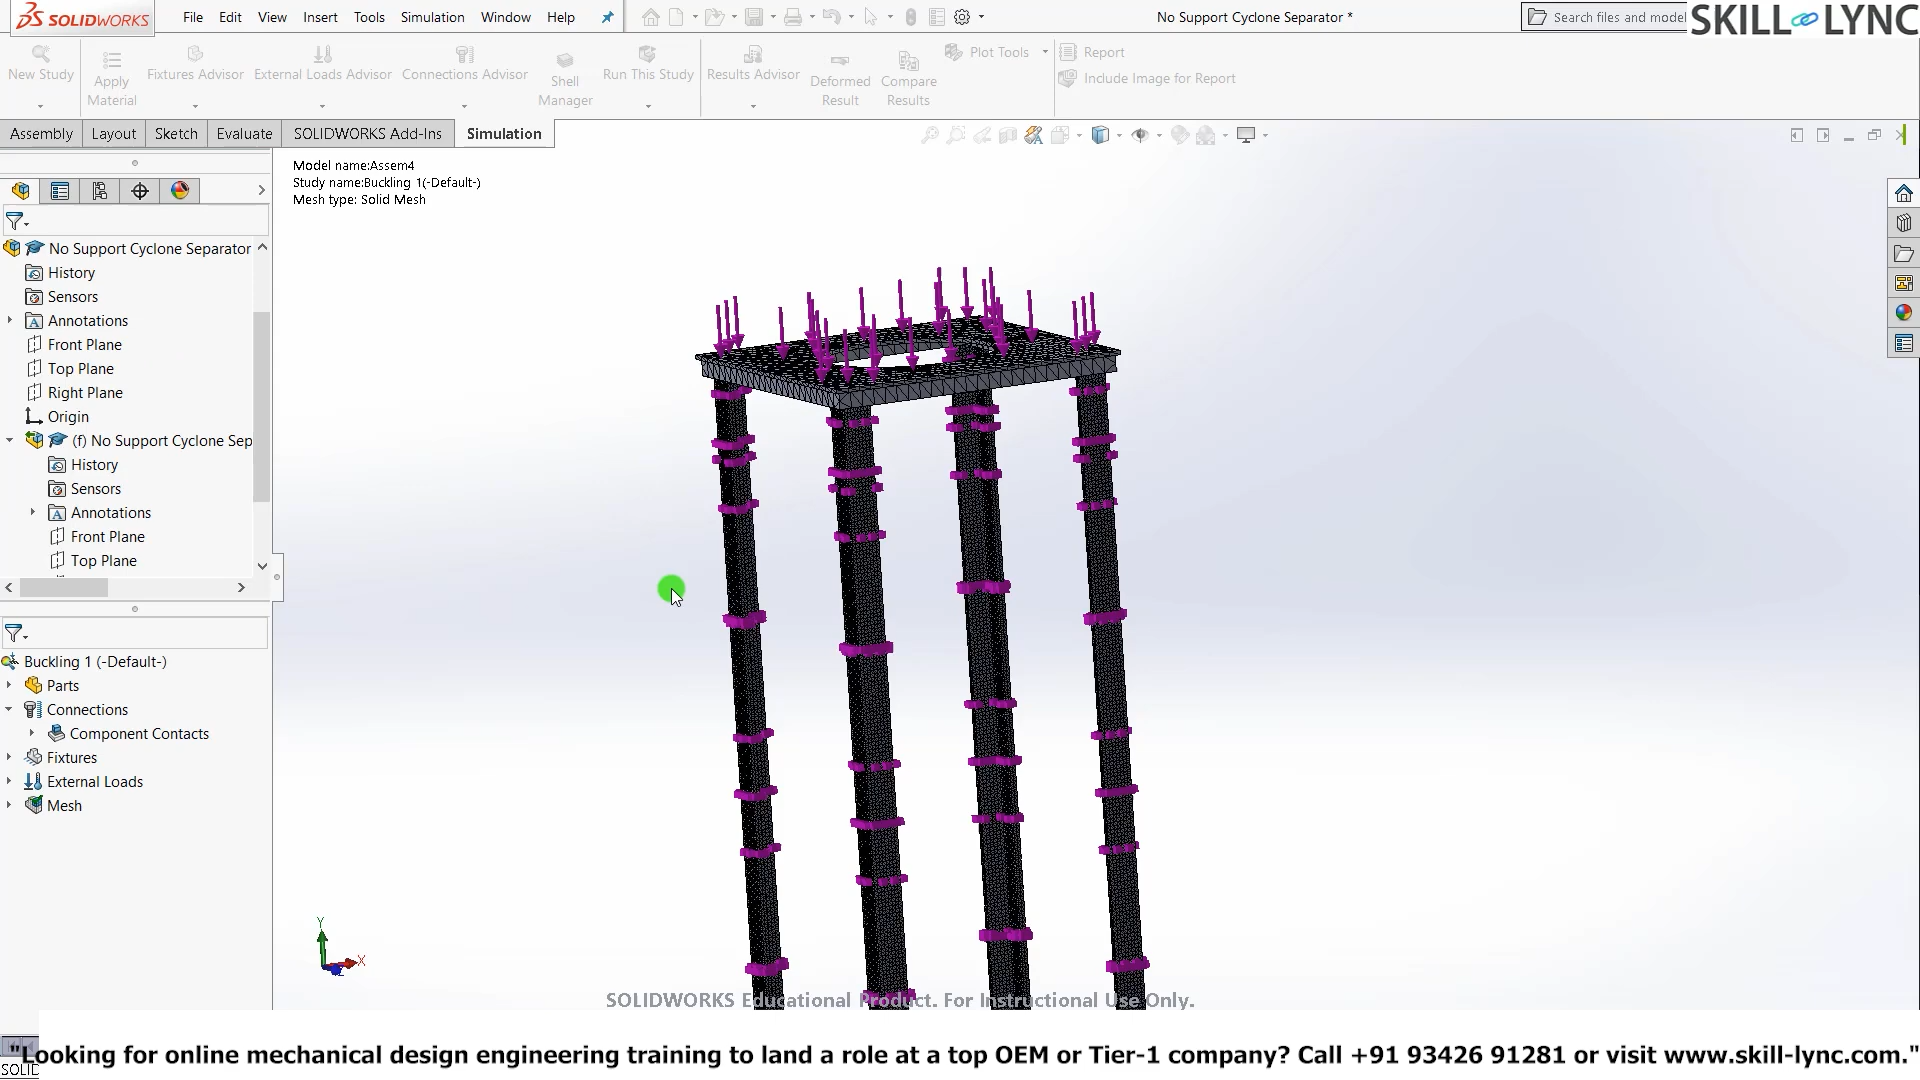 SOLIDWORKS
File Edit View Insert Tools Simulation Window Help
No Support Cyclone Separator *
Search files and model
SKILL LYNC
New Study
Apply Material
Fixtures Advisor
External Loads Advisor
Connections Advisor
Shell Manager
Run This Study
Results Advisor
Deformed Result
Compare Results
Plot Tools
Report
Include Image for Report
Assembly Layout Sketch Evaluate SOLIDWORKS Add-Ins Simulation
Model name:Assem4
Study name:Buckling 1(-Default-)
Mesh type: Solid Mesh
No Support Cyclone Separator
History
Sensors
Annotations
Front Plane
Top Plane
Right Plane
Origin
(f) No Support Cyclone Sep
History
Sensors
Annotations
Front Plane
Top Plane
Buckling 1 (-Default-)
Parts
Connections
Component Contacts
Fixtures
External Loads
Mesh
Y
X
SOLIDWORKS Educational Product. For Instructional Use Only.
"Looking for online mechanical design engineering training to land a role at a top OEM or Tier-1 company? Call +91 93426 91281 or visit www.skill-lync.com."
SOLID